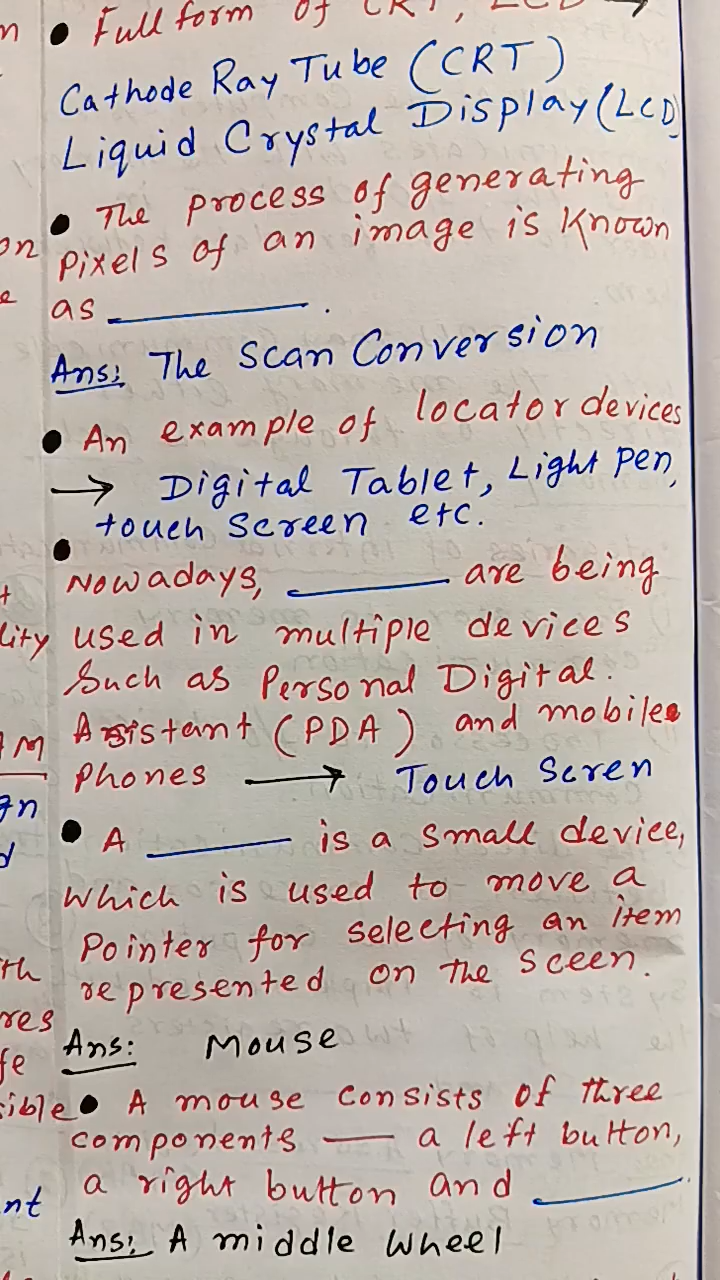 • Full form of CRT, LCD →
Cathode Ray Tube (CRT)
Liquid Crystal Display (LCD)
• The process of generating
pixels of an image is known
as ______.
Ans: The Scan Conversion
• An example of locator devices
→ Digital Tablet, Light Pen,
touch Screen etc.
• Nowadays, ______ are being
used in multiple devices
Such as Personal Digital.
Assistant (PDA) and mobile
phones → Touch Scren
• A ______ is a small device,
which is used to move a
Pointer for selecting an item
represented on the Sceen.
Ans: Mouse
• A mouse consists of three
components — a left button,
a right button and ______.
Ans: A middle wheel